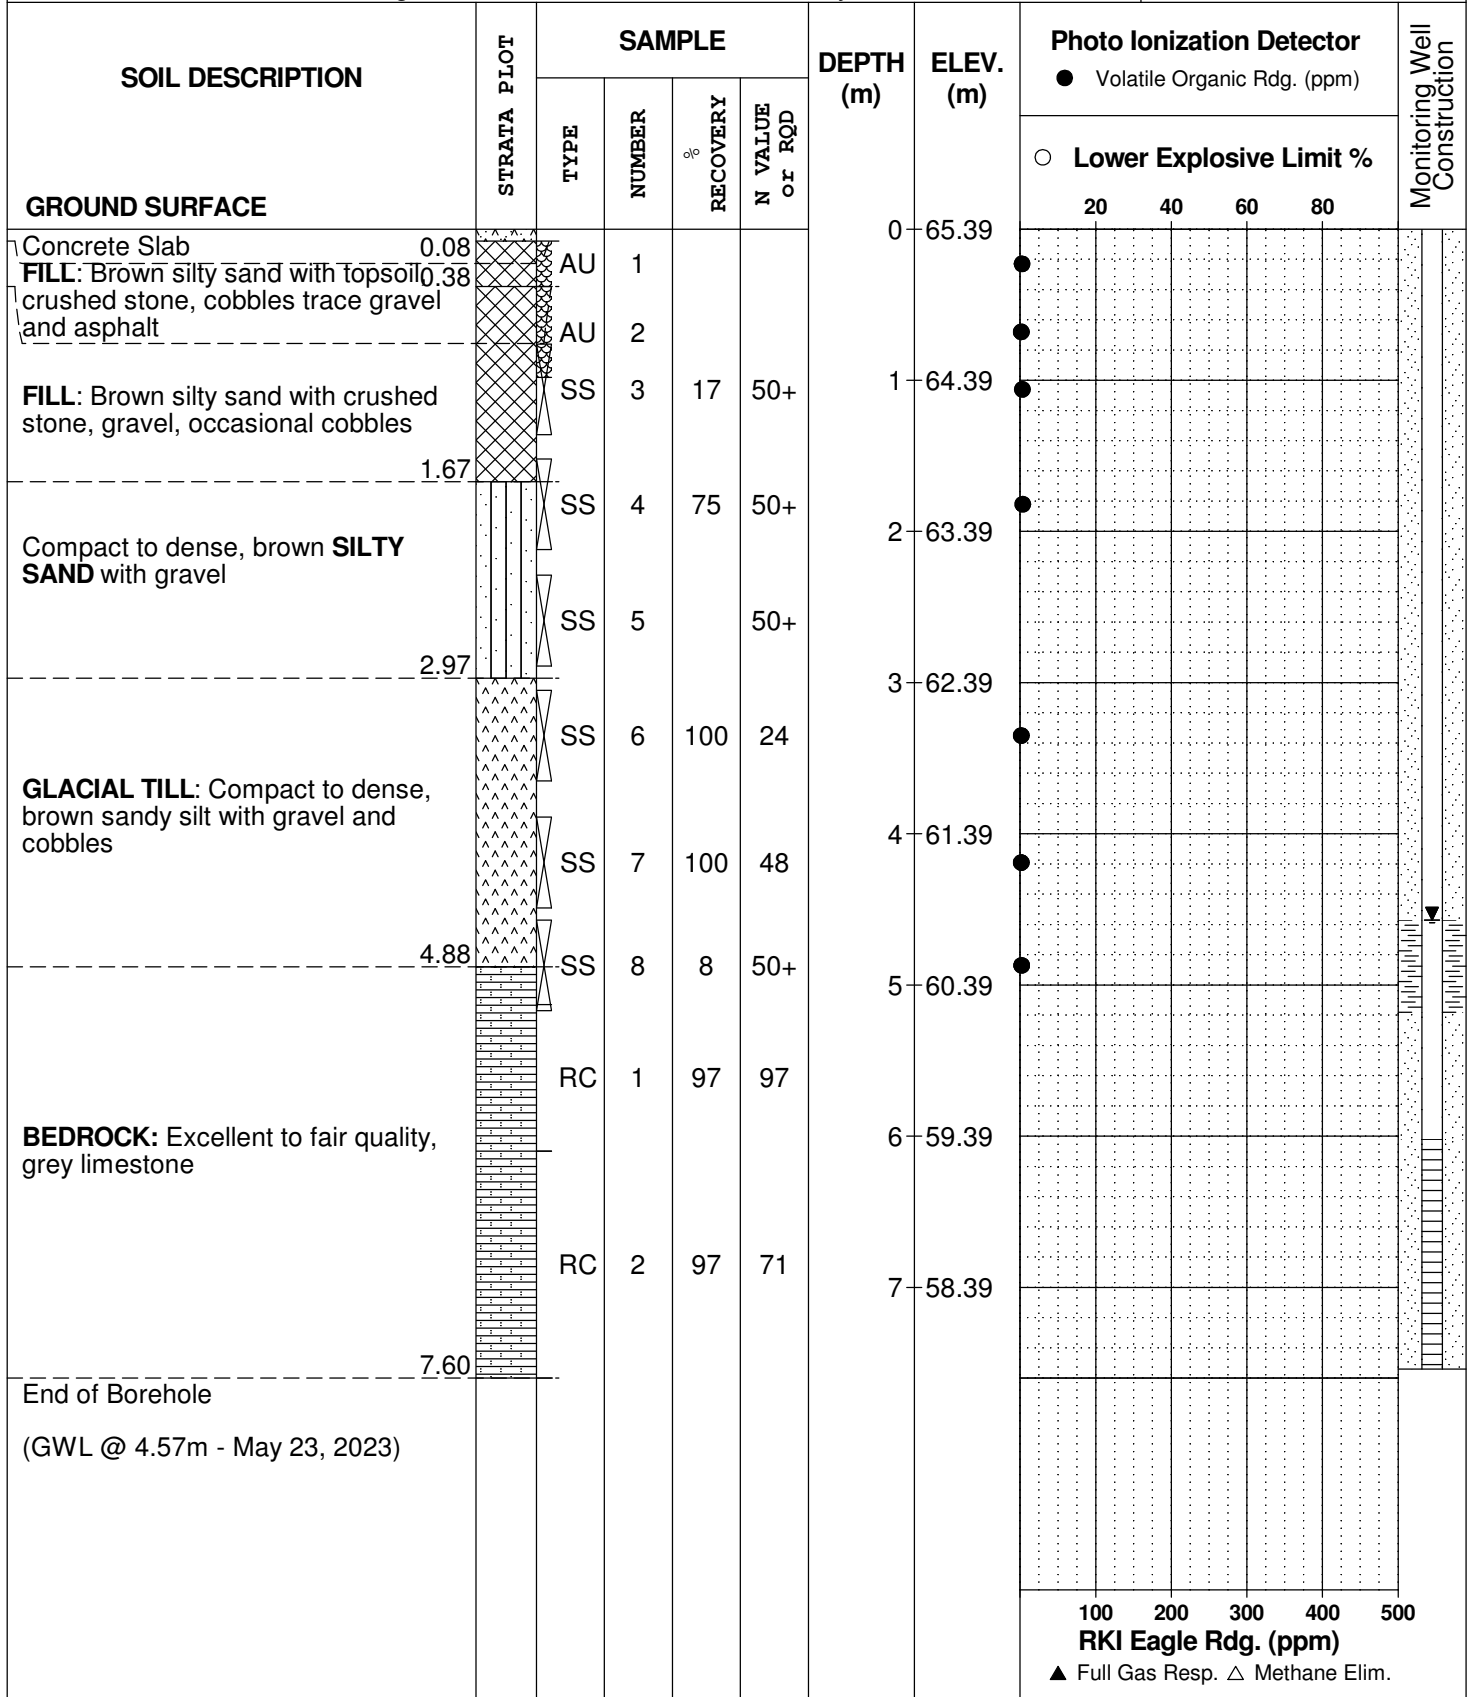 SOIL DESCRIPTION
GROUND SURFACE
STRATA PLOT
SAMPLE
TYPE
NUMBER
%
RECOVERY
N VALUE
or RQD
DEPTH
(m)
ELEV.
(m)
Photo Ionization Detector
● Volatile Organic Rdg. (ppm)
○ Lower Explosive Limit %
20 40 60 80
Monitoring Well
Construction
0 65.39
Concrete Slab 0.08
FILL: Brown silty sand with topsoil, 0.38
crushed stone, cobbles trace gravel
and asphalt
AU 1
AU 2
1 64.39
FILL: Brown silty sand with crushed
stone, gravel, occasional cobbles
SS 3 17 50+
1.67
SS 4 75 50+
2 63.39
Compact to dense, brown SILTY
SAND with gravel
SS 5 50+
2.97
3 62.39
SS 6 100 24
GLACIAL TILL: Compact to dense,
brown sandy silt with gravel and
cobbles
4 61.39
SS 7 100 48
4.88
SS 8 8 50+
5 60.39
RC 1 97 97
BEDROCK: Excellent to fair quality,
grey limestone
6 59.39
RC 2 97 71
7 58.39
7.60
End of Borehole
(GWL @ 4.57m - May 23, 2023)
100 200 300 400 500
RKI Eagle Rdg. (ppm)
▲ Full Gas Resp. △ Methane Elim.